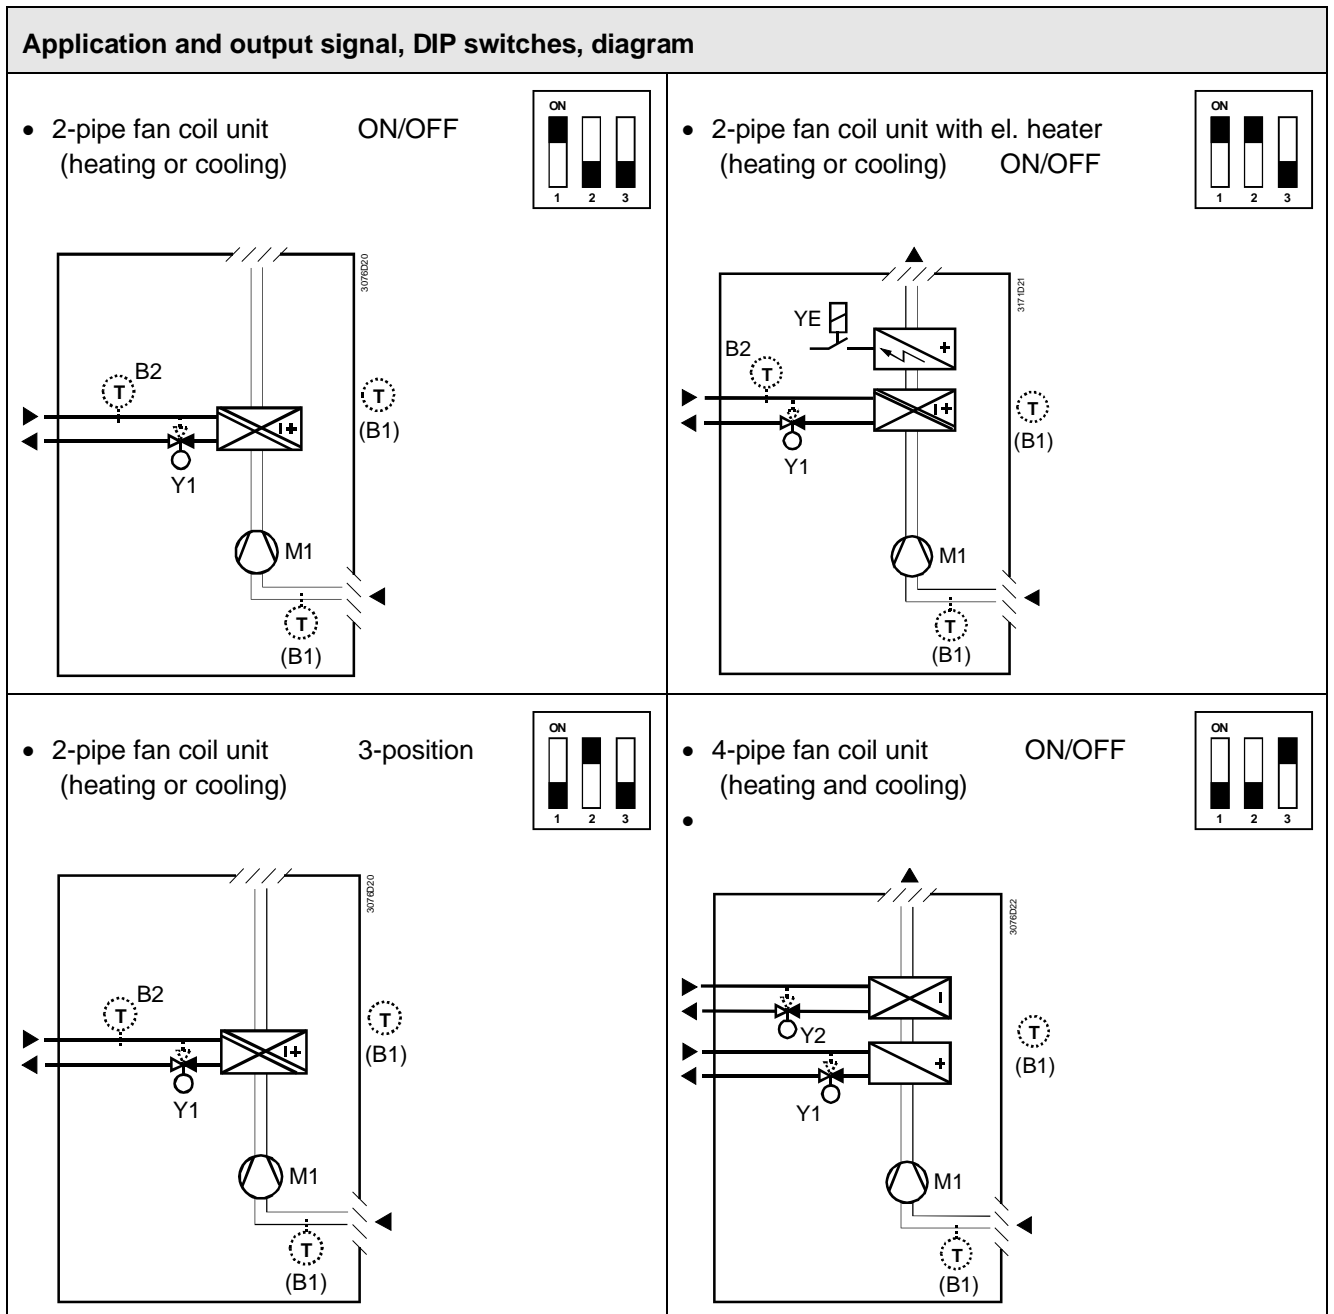 Application and output signal, DIP switches, diagram
• 2-pipe fan coil unit ON/OFF
(heating or cooling)
ON
1 2 3
3076D20
B2
T
T
(B1)
Y1
M1
T
(B1)
• 2-pipe fan coil unit with el. heater
(heating or cooling) ON/OFF
ON
1 2 3
3171D21
YE
B2
T
T
(B1)
Y1
M1
T
(B1)
• 2-pipe fan coil unit 3-position
(heating or cooling)
ON
1 2 3
3076D20
B2
T
T
(B1)
Y1
M1
T
(B1)
• 4-pipe fan coil unit ON/OFF
(heating and cooling)
•
ON
1 2 3
3076D22
Y2
T
(B1)
Y1
M1
T
(B1)